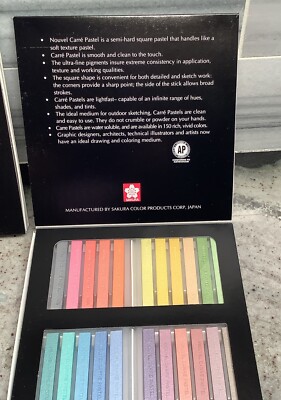 • Nouvel Carré Pastel is a semi-hard square pastel that handles like a
soft texture pastel.
• Carré Pastel is smooth and clean to the touch.
• The ultra-fine pigments insure extreme consistency in application,
texture and working qualities.
• The square shape is convenient for both detailed and sketch work:
the corners provide a sharp point; the side of the stick allows broad
strokes.
• Carré Pastels are lightfast- capable of an infinite range of hues,
shades, and tints.
• The ideal medium for outdoor sketching, Carré Pastels are clean
and easy to use. They do not crumble or powder on your hands.
• Carre Pastels are water soluble, and are available in 150 rich, vivid colors.
• Graphic designers, architects, technical illustrators and artists now
have an ideal drawing and coloring medium.
AP
MANUFACTURED BY SAKURA COLOR PRODUCTS CORP. JAPAN